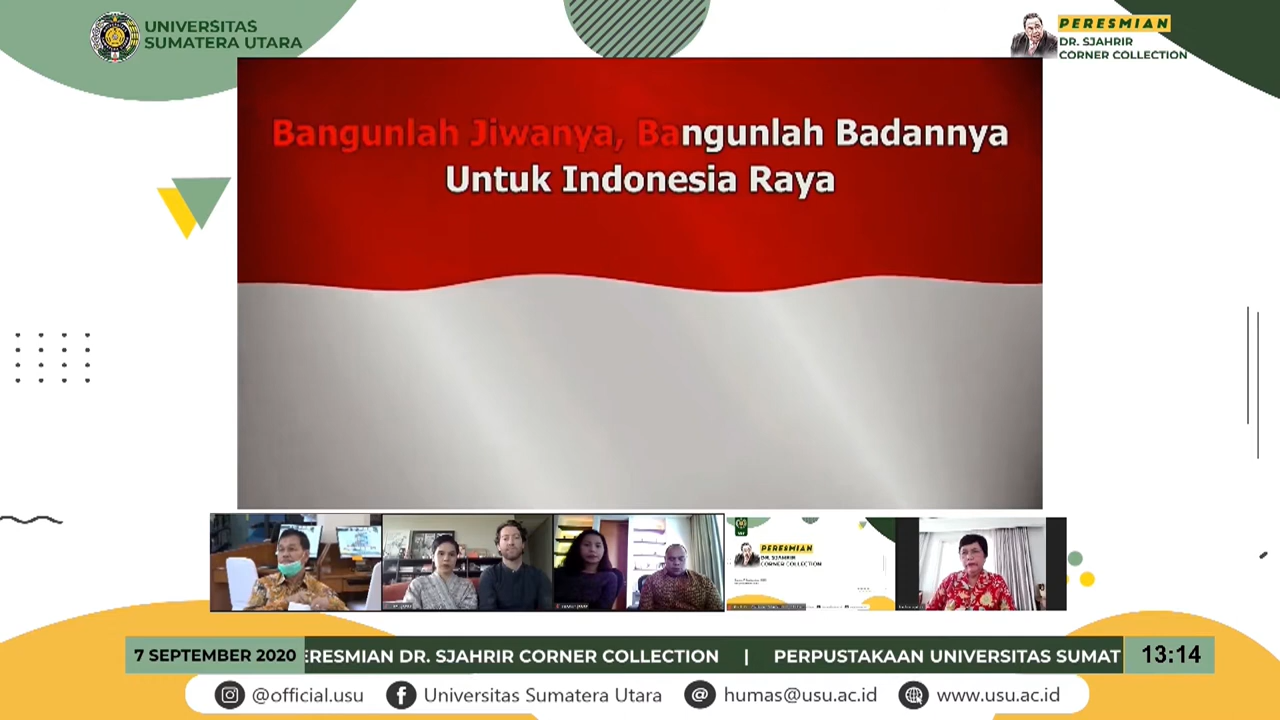 UNIVERSITAS
SUMATERA UTARA
PERESMIAN
DR. SJAHRIR
CORNER COLLECTION
Bangunlah Jiwanya, Bangunlah Badannya
Untuk Indonesia Raya
PERESMIAN
DR. SJAHRIR
CORNER COLLECTION
7 SEPTEMBER 2020
ERESMIAN DR. SJAHRIR CORNER COLLECTION | PERPUSTAKAAN UNIVERSITAS SUMAT
13:14
@official.usu
Universitas Sumatera Utara
humas@usu.ac.id
www.usu.ac.id